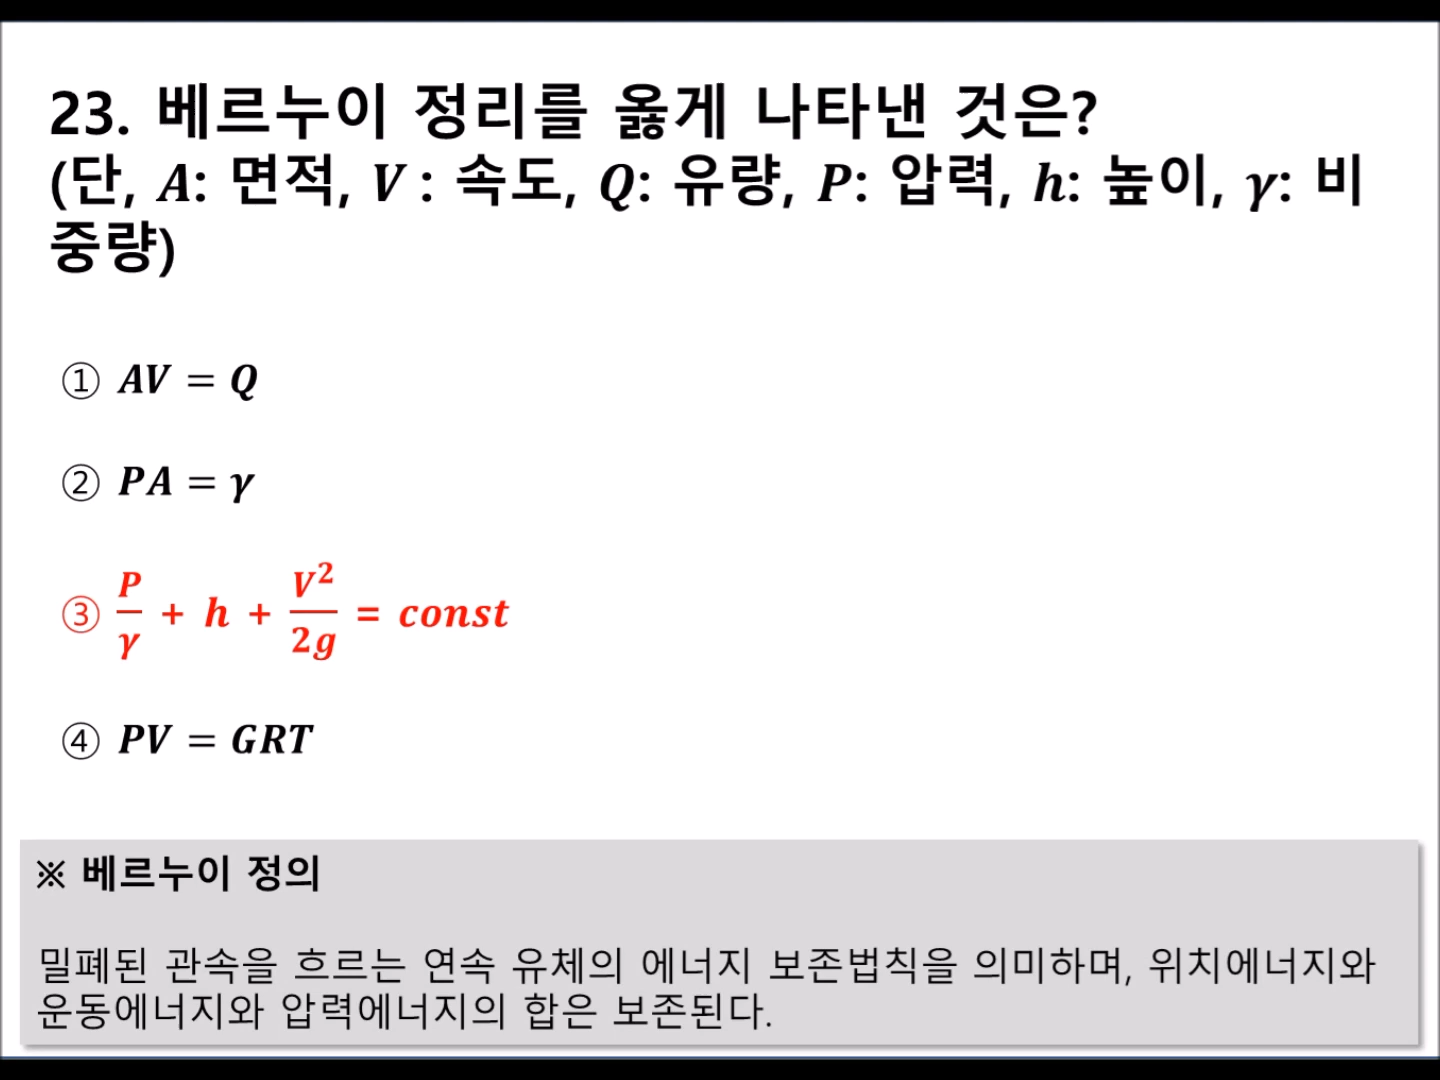 23. 베르누이 정리를 옳게 나타낸 것은?
(단, A: 면적, V : 속도, Q: 유량, P: 압력, h: 높이, γ: 비
중량)
① AV = Q
② PA = γ
③ P/γ + h + V²/2g = const
④ PV = GRT
※ 베르누이 정의
밀폐된 관속을 흐르는 연속 유체의 에너지 보존법칙을 의미하며, 위치에너지와
운동에너지와 압력에너지의 합은 보존된다.